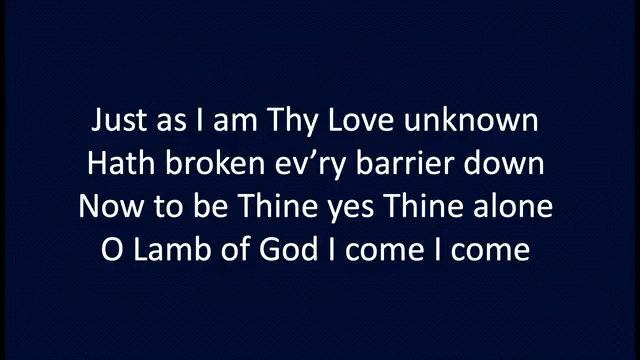 Just as I am Thy Love unknown
Hath broken ev’ry barrier down
Now to be Thine yes Thine alone
O Lamb of God I come I come